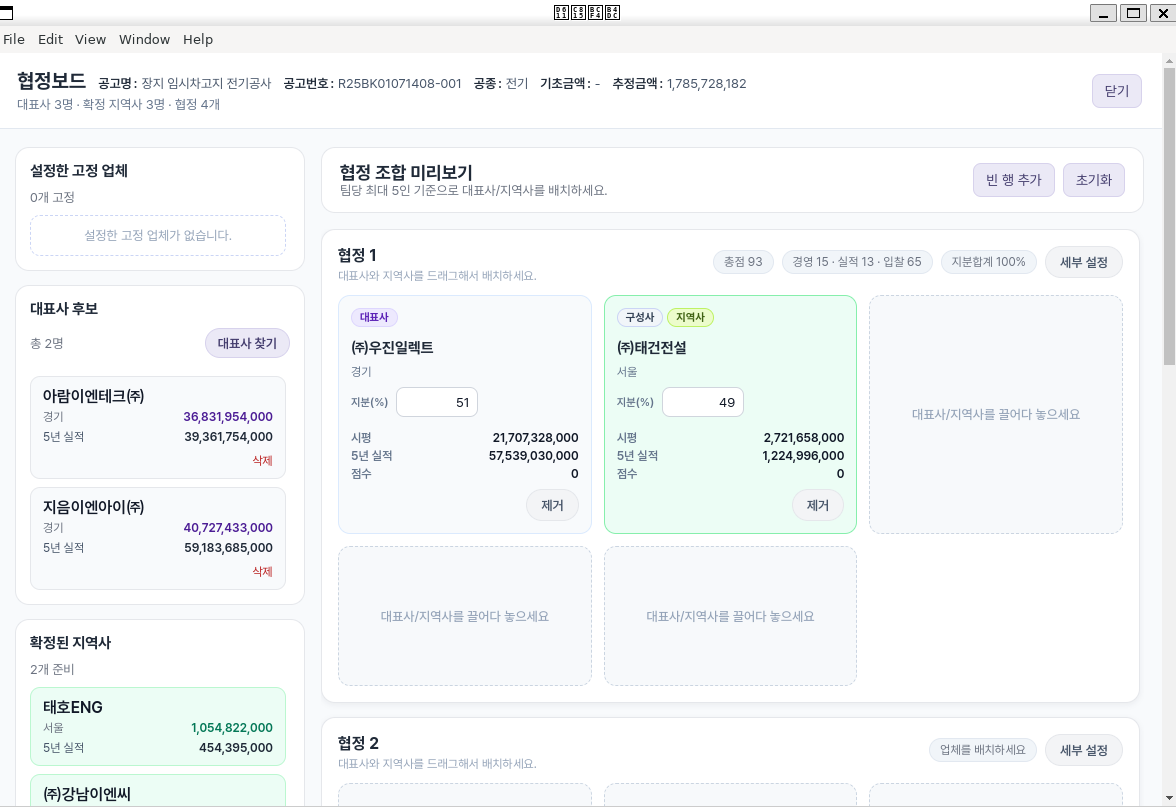 File Edit View Window Help
협정보드 공고명 : 장지 임시차고지 전기공사 공고번호 : R25BK01071408-001 공종 : 전기 기초금액 : - 추정금액 : 1,785,728,182
대표사 3명 · 확정 지역사 3명 · 협정 4개
닫기
설정한 고정 업체
0개 고정
설정한 고정 업체가 없습니다.
대표사 후보
총 2명
대표사 찾기
아람이엔테크㈜
경기 36,831,954,000
5년 실적 39,361,754,000
삭제
지음이엔아이㈜
경기 40,727,433,000
5년 실적 59,183,685,000
삭제
확정된 지역사
2개 준비
태호ENG
서울 1,054,822,000
5년 실적 454,395,000
㈜강남이엔씨
협정 조합 미리보기
팀당 최대 5인 기준으로 대표사/지역사를 배치하세요.
빈 행 추가
초기화
협정 1
대표사와 지역사를 드래그해서 배치하세요.
총점 93
경영 15 · 실적 13 · 입찰 65
지분합계 100%
세부 설정
대표사
㈜우진일렉트
경기
지분(%) 51
시평 21,707,328,000
5년 실적 57,539,030,000
점수 0
제거
구성사 지역사
㈜태건전설
서울
지분(%) 49
시평 2,721,658,000
5년 실적 1,224,996,000
점수 0
제거
대표사/지역사를 끌어다 놓으세요
대표사/지역사를 끌어다 놓으세요
대표사/지역사를 끌어다 놓으세요
협정 2
대표사와 지역사를 드래그해서 배치하세요.
업체를 배치하세요
세부 설정